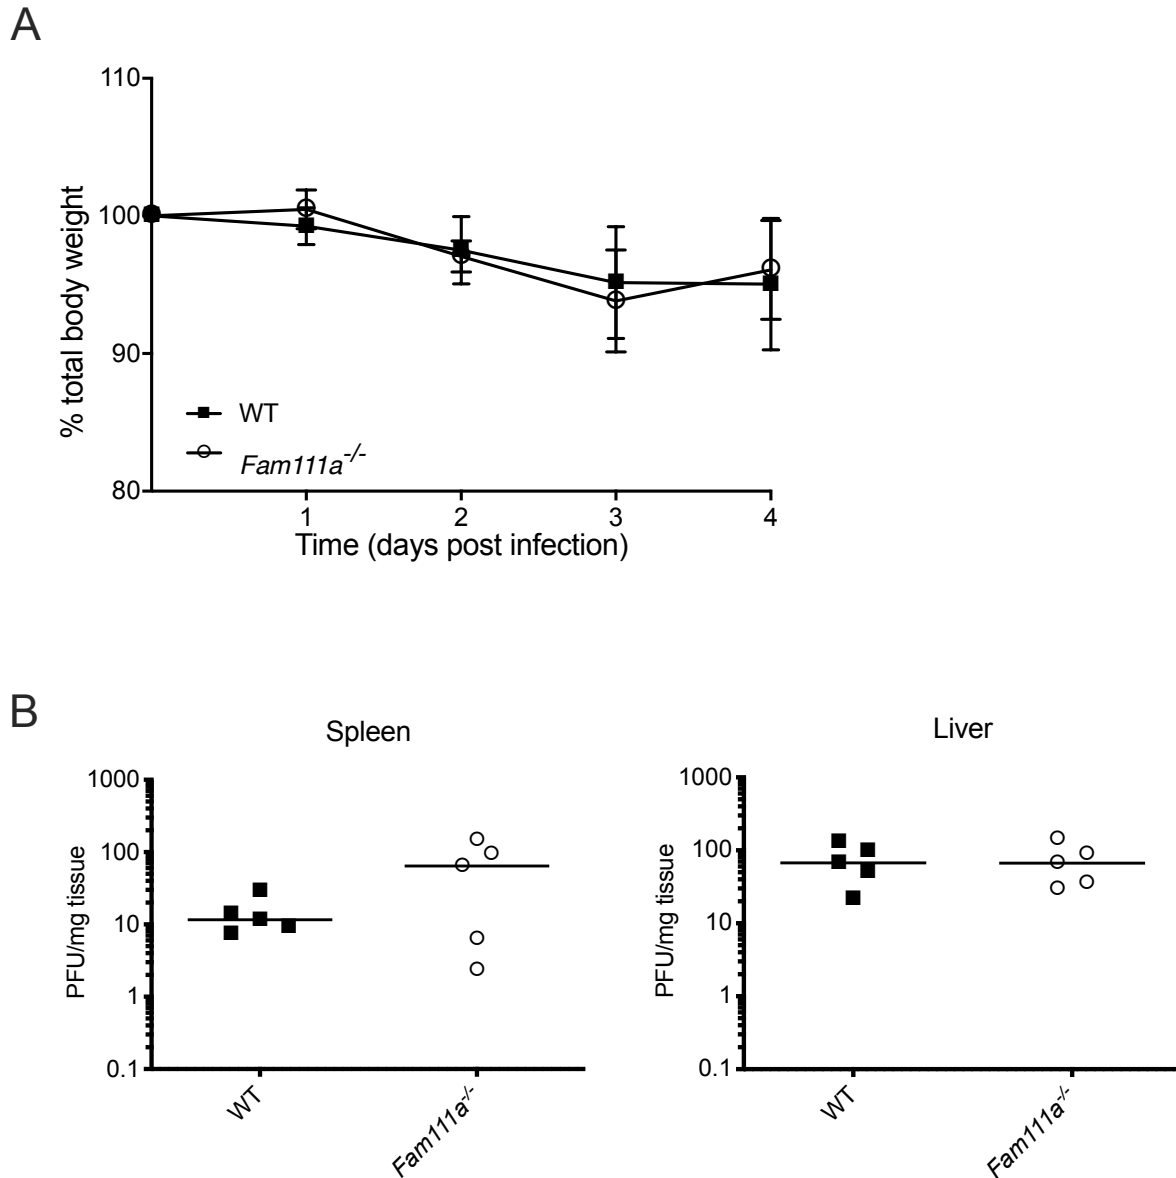 A
110
100
90
80
% total body weight
WT
Fam111a-/-
1 2 3 4
Time (days post infection)
B
Spleen
1000
100
10
1
0.1
PFU/mg tissue
WT
Fam111a-/-
Liver
1000
100
10
1
0.1
PFU/mg tissue
WT
Fam111a-/-